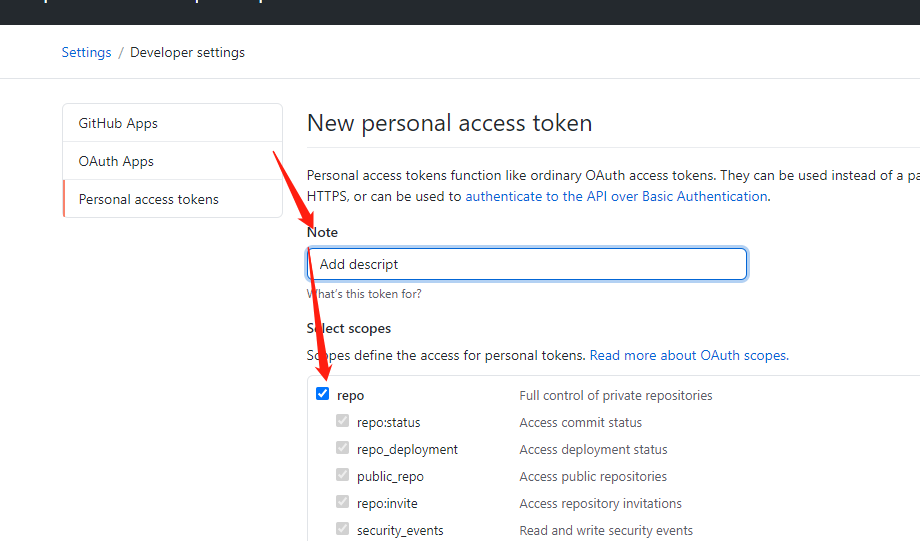 Settings / Developer settings
GitHub Apps
OAuth Apps
Personal access tokens
New personal access token
Personal access tokens function like ordinary OAuth access tokens. They can be used instead of a
HTTPS, or can be used to authenticate to the API over Basic Authentication.
Note
Add descript
What's this token for?
Select scopes
Scopes define the access for personal tokens. Read more about OAuth scopes.
repo Full control of private repositories
repo:status Access commit status
repo_deployment Access deployment status
public_repo Access public repositories
repo:invite Access repository invitations
security_events Read and write security events